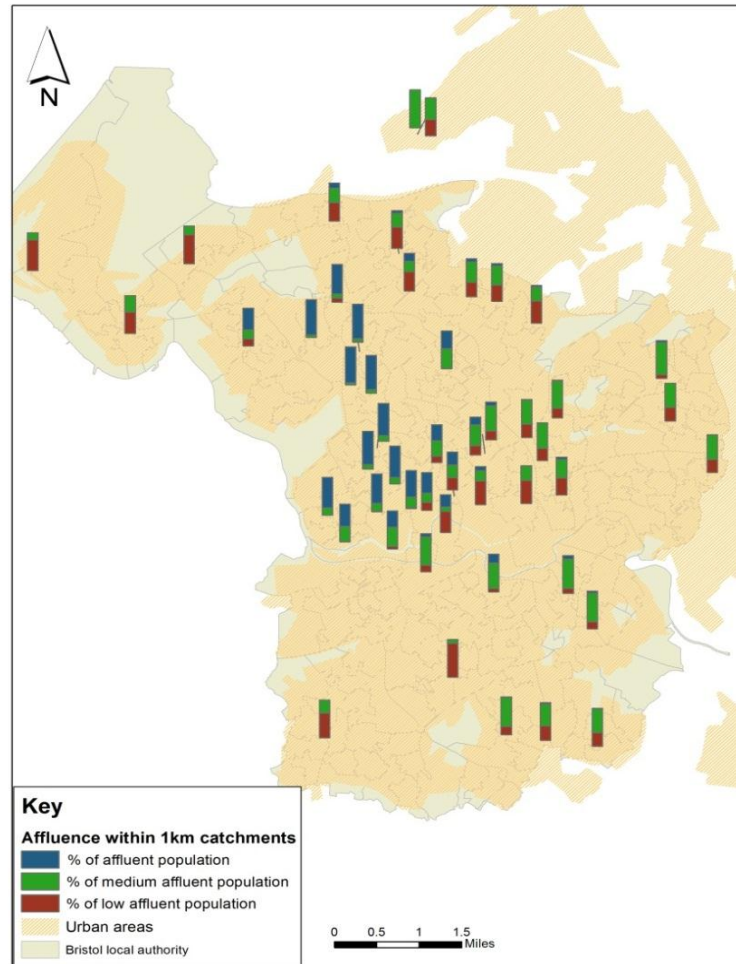 N
Key
Affluence within 1km catchments
% of affluent population
% of medium affluent population
% of low affluent population
Urban areas
Bristol local authority
0 0.5 1 1.5
Miles